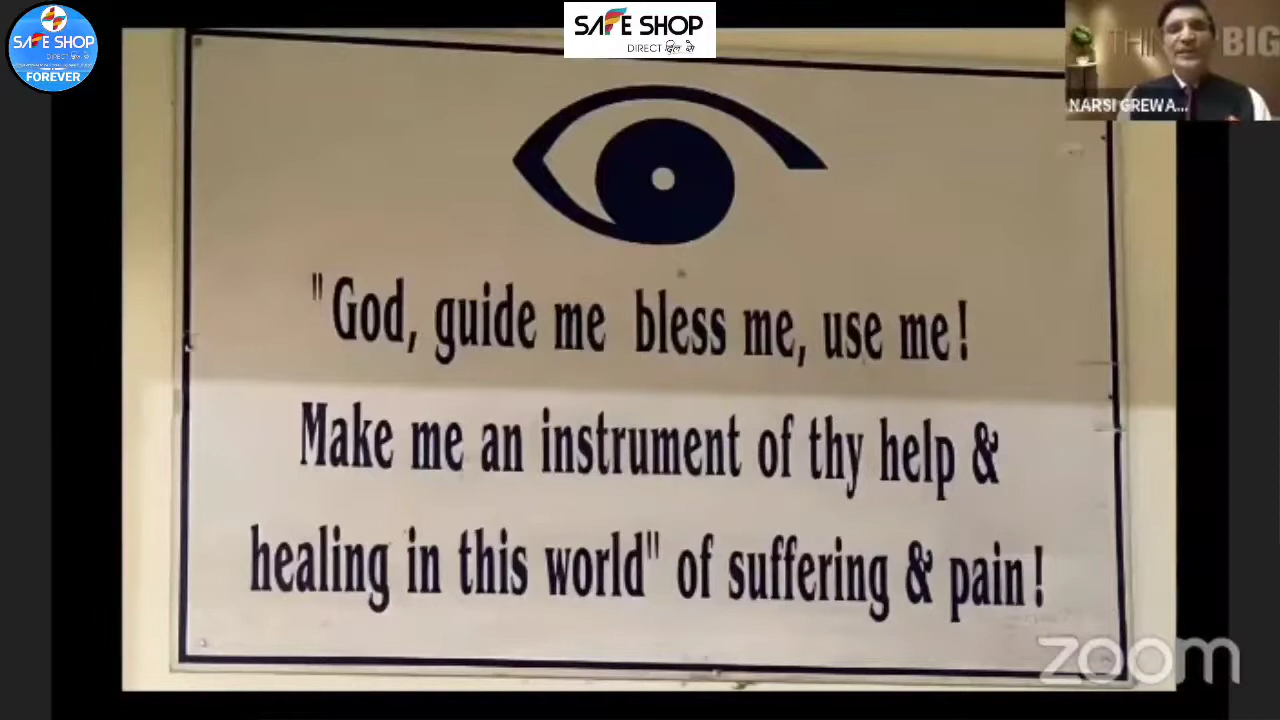 SAFE SHOP
DIRECT दिल से
FOREVER
SAFE SHOP
DIRECT दिल से
BIG
NARSI GREWA...
"God, guide me bless me, use me!
Make me an instrument of thy help &
healing in this world" of suffering & pain!
zoom